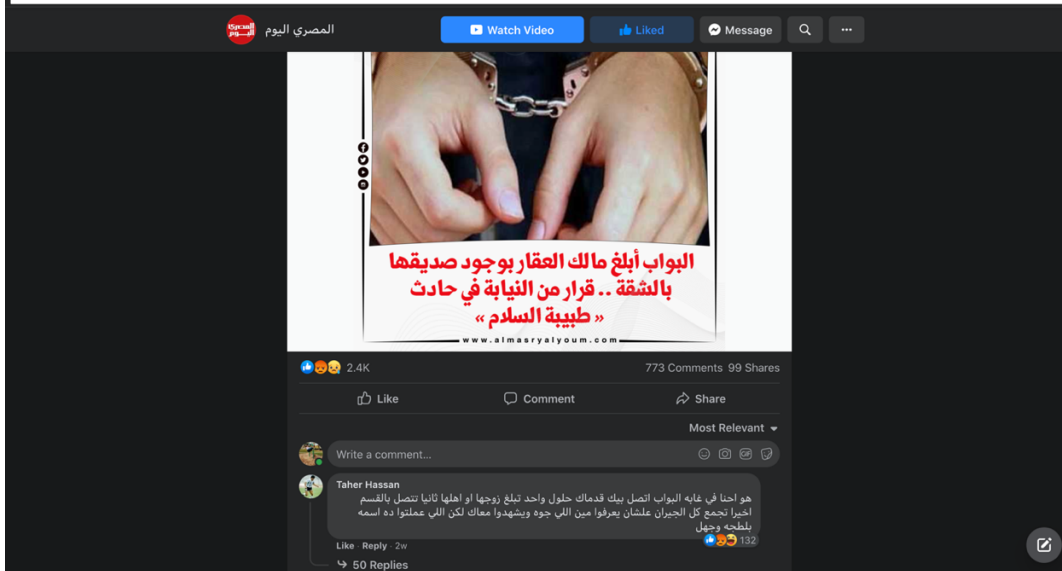 المصري اليوم
Watch Video
Liked
Message
البواب أبلغ مالك العقار بوجود صديقها
بالشقة .. قرار من النيابة في حادث
« طبيبة السلام »
www.almasryalyoum.com
2.4K
773 Comments 99 Shares
Like
Comment
Share
Most Relevant
Write a comment...
GIF
Taher Hassan
هو احنا في غابه البواب اتصل بيك قدماك حلول واحد تبلغ زوجها او اهلها ثانيا تتصل بالقسم
اخيرا تجمع كل الجيران علشان يعرفوا مين اللي جوه ويشهدوا معاك لكن اللي عملتوا ده اسمه
بلطجه وجهل
132
Like · Reply · 2w
50 Replies